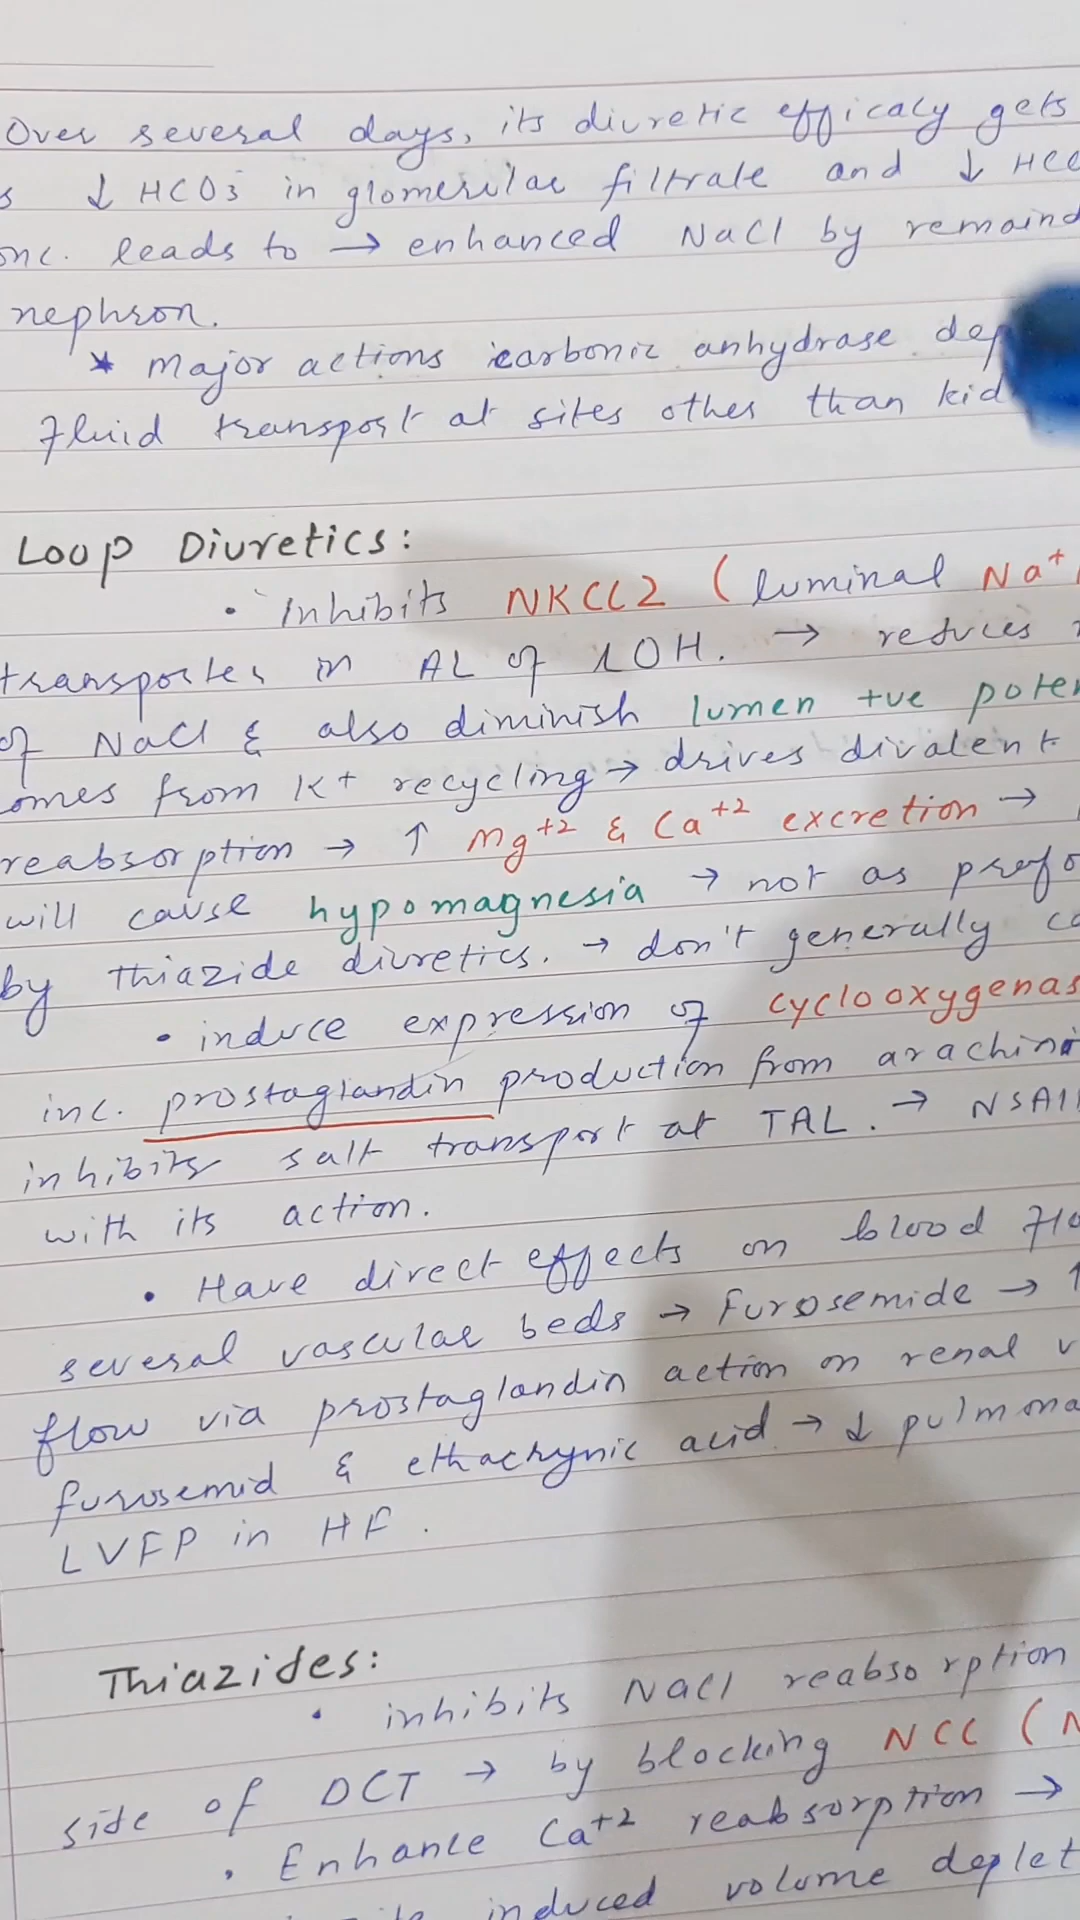 Over several days, its diuretic efficacy gets
s ↓ HCO3 in glomerular filtrate and ↓ HCO
onc. leads to → enhanced NaCl by remaind
nephron.
* Major actions carbonic anhydrase dep
fluid transport at sites other than kid
Loop Diuretics:
• Inhibits NKCC2 ( luminal Na+
transporter in AL of LOH. → reduces
of NaCl & also diminish lumen +ve poten
omes from K+ recycling → drives divalent
reabsorption → ↑ Mg+2 & Ca+2 excretion →
will cause hypomagnesia → not as prefo
by thiazide diuretics. → don't generally ca
• induce expression of cyclooxygenas
inc. prostaglandin production from arachini
inhibits salt transport at TAL. → NSAI
with its action.
• Have direct effects on blood flo
several vascular beds → Furosemide → ↑
flow via prostaglandin action on renal v
furosemid & ethacrynic acid → ↓ pulmona
LVFP in HF.
Thiazides:
• inhibits NaCl reabsorption
side of DCT → by blocking NCC ( N
• Enhance Ca+2 reabsorption →
induced volume deplet